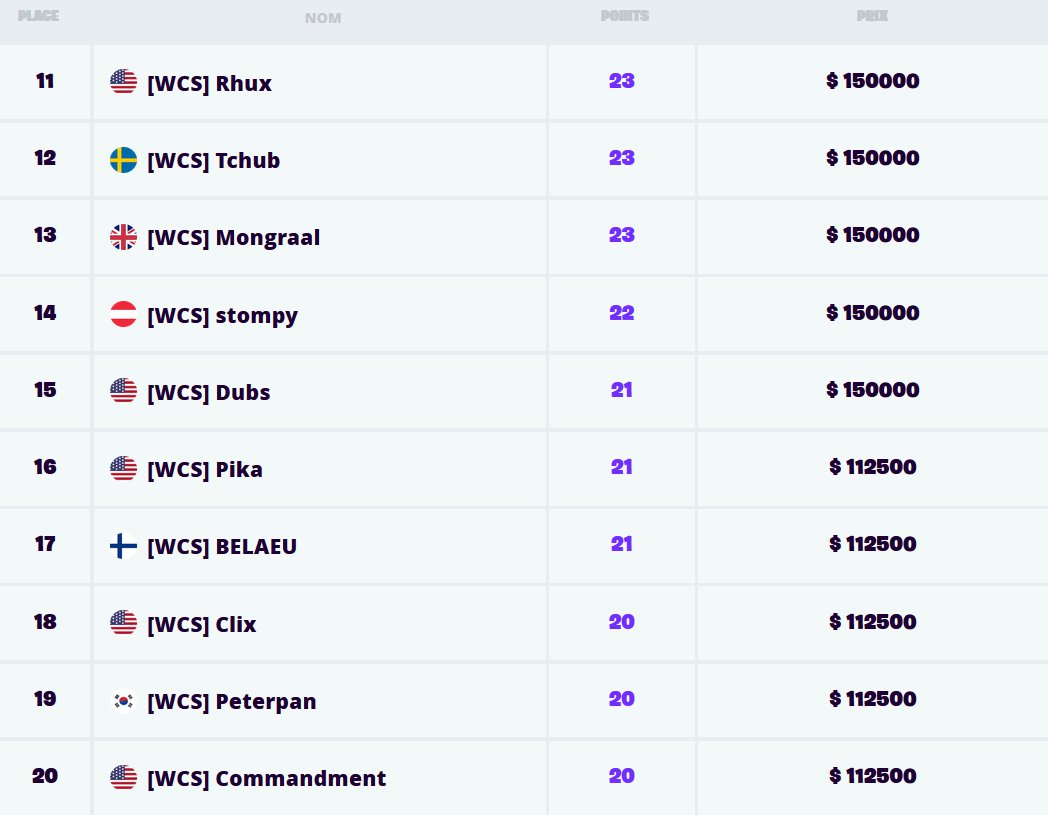 PLACE NOM POINTS PRIX
11 [WCS] Rhux 23 $ 150000
12 [WCS] Tchub 23 $ 150000
13 [WCS] Mongraal 23 $ 150000
14 [WCS] stompy 22 $ 150000
15 [WCS] Dubs 21 $ 150000
16 [WCS] Pika 21 $ 112500
17 [WCS] BELAEU 21 $ 112500
18 [WCS] Clix 20 $ 112500
19 [WCS] Peterpan 20 $ 112500
20 [WCS] Commandment 20 $ 112500